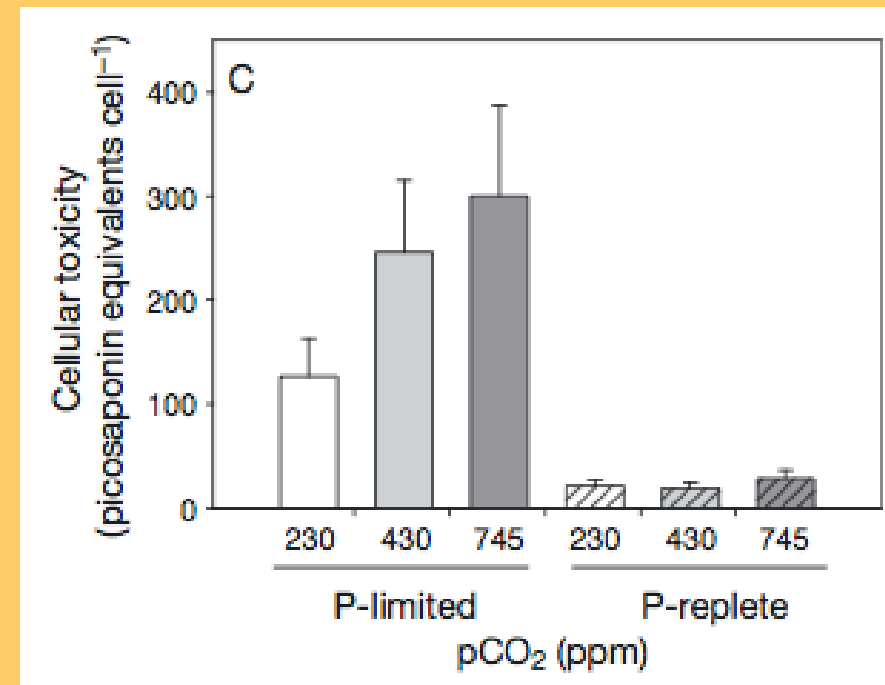 Cellular toxicity
(picosaponin equivalents cell⁻¹)
C
400
300
200
100
0
230 430 745 230 430 745
P-limited P-replete
pCO₂ (ppm)